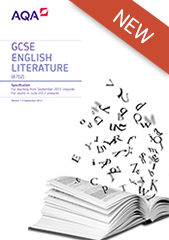 AQA
NEW
GCSE
ENGLISH
LITERATURE
(8702)
Specification
For teaching from September 2015 onwards
For exams in June 2017 onwards